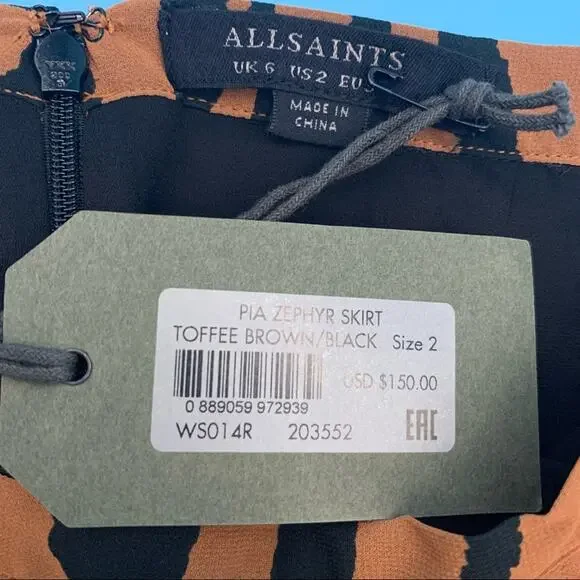 ALLSAINTS
UK 6 US 2 EU
MADE IN
CHINA
PIA ZEPHYR SKIRT
TOFFEE BROWN/BLACK Size 2
USD $150.00
0 889059 972939
WS014R 203552 EAC